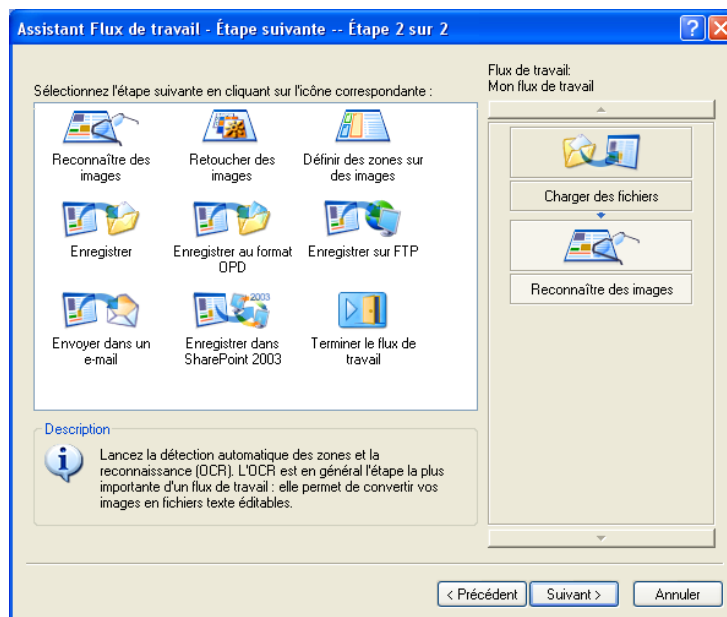 Assistant Flux de travail - Étape suivante -- Étape 2 sur 2
Sélectionnez l'étape suivante en cliquant sur l'icône correspondante :
Reconnaître des
images
Retoucher des
images
Définir des zones sur
des images
Enregistrer
Enregistrer au format
OPD
Enregistrer sur FTP
Envoyer dans un
e-mail
2003
Enregistrer dans
SharePoint 2003
Terminer le flux de
travail
Description
Lancez la détection automatique des zones et la
reconnaissance (OCR). L'OCR est en général l'étape la plus
importante d'un flux de travail : elle permet de convertir vos
images en fichiers texte éditables.
Flux de travail:
Mon flux de travail
Charger des fichiers
Reconnaître des images
< Précédent
Suivant >
Annuler